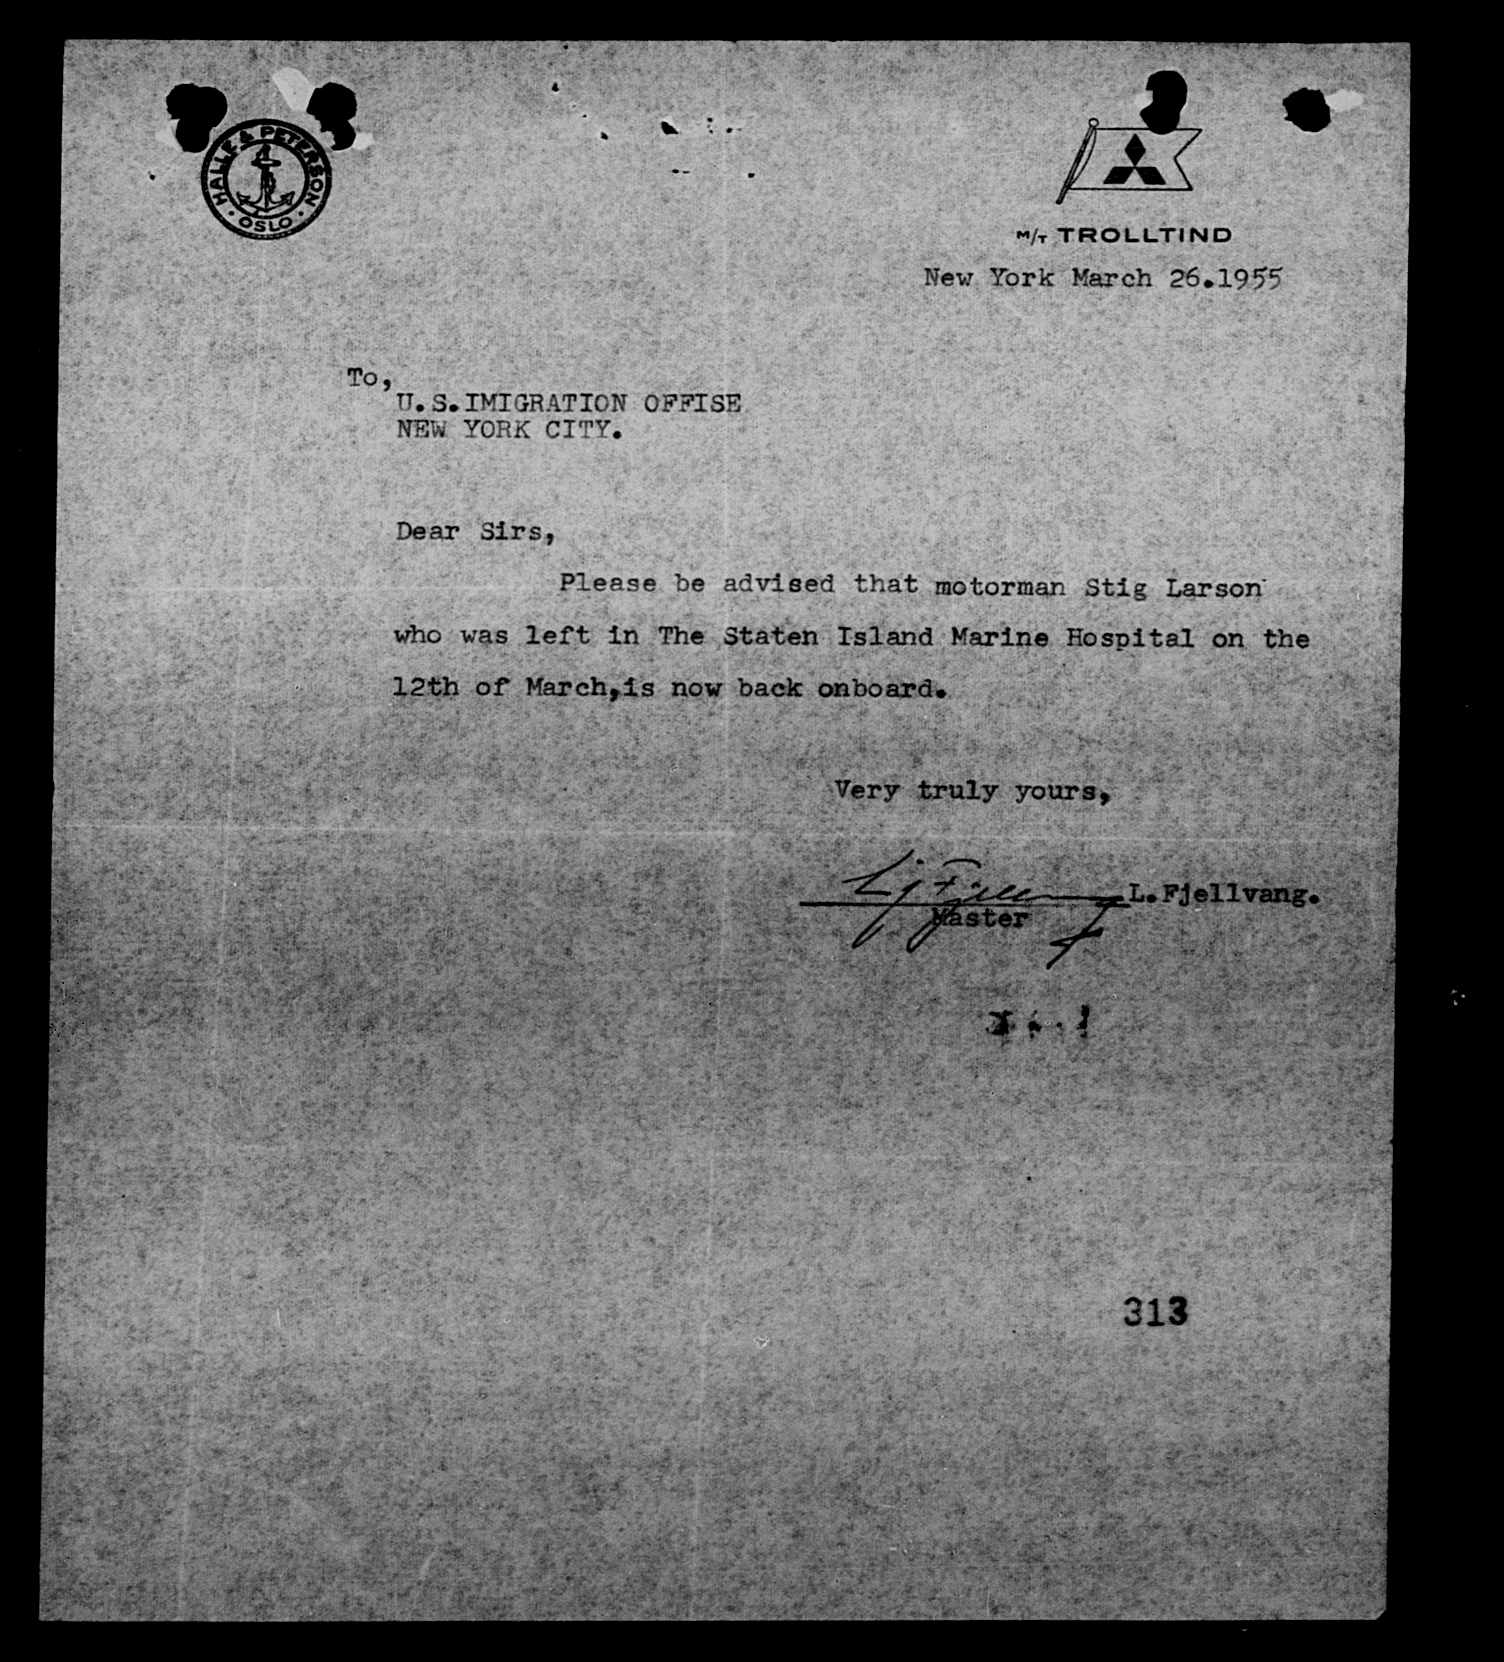 HALLE & PETERSON
· OSLO ·
M/T TROLLTIND
New York March 26.1955
To,
U.S.IMIGRATION OFFISE
NEW YORK CITY.
Dear Sirs,
Please be advised that motorman Stig Larson
who was left in The Staten Island Marine Hospital on the
12th of March,is now back onboard.
Very truly yours,
L.Fjellvang.
Master
313